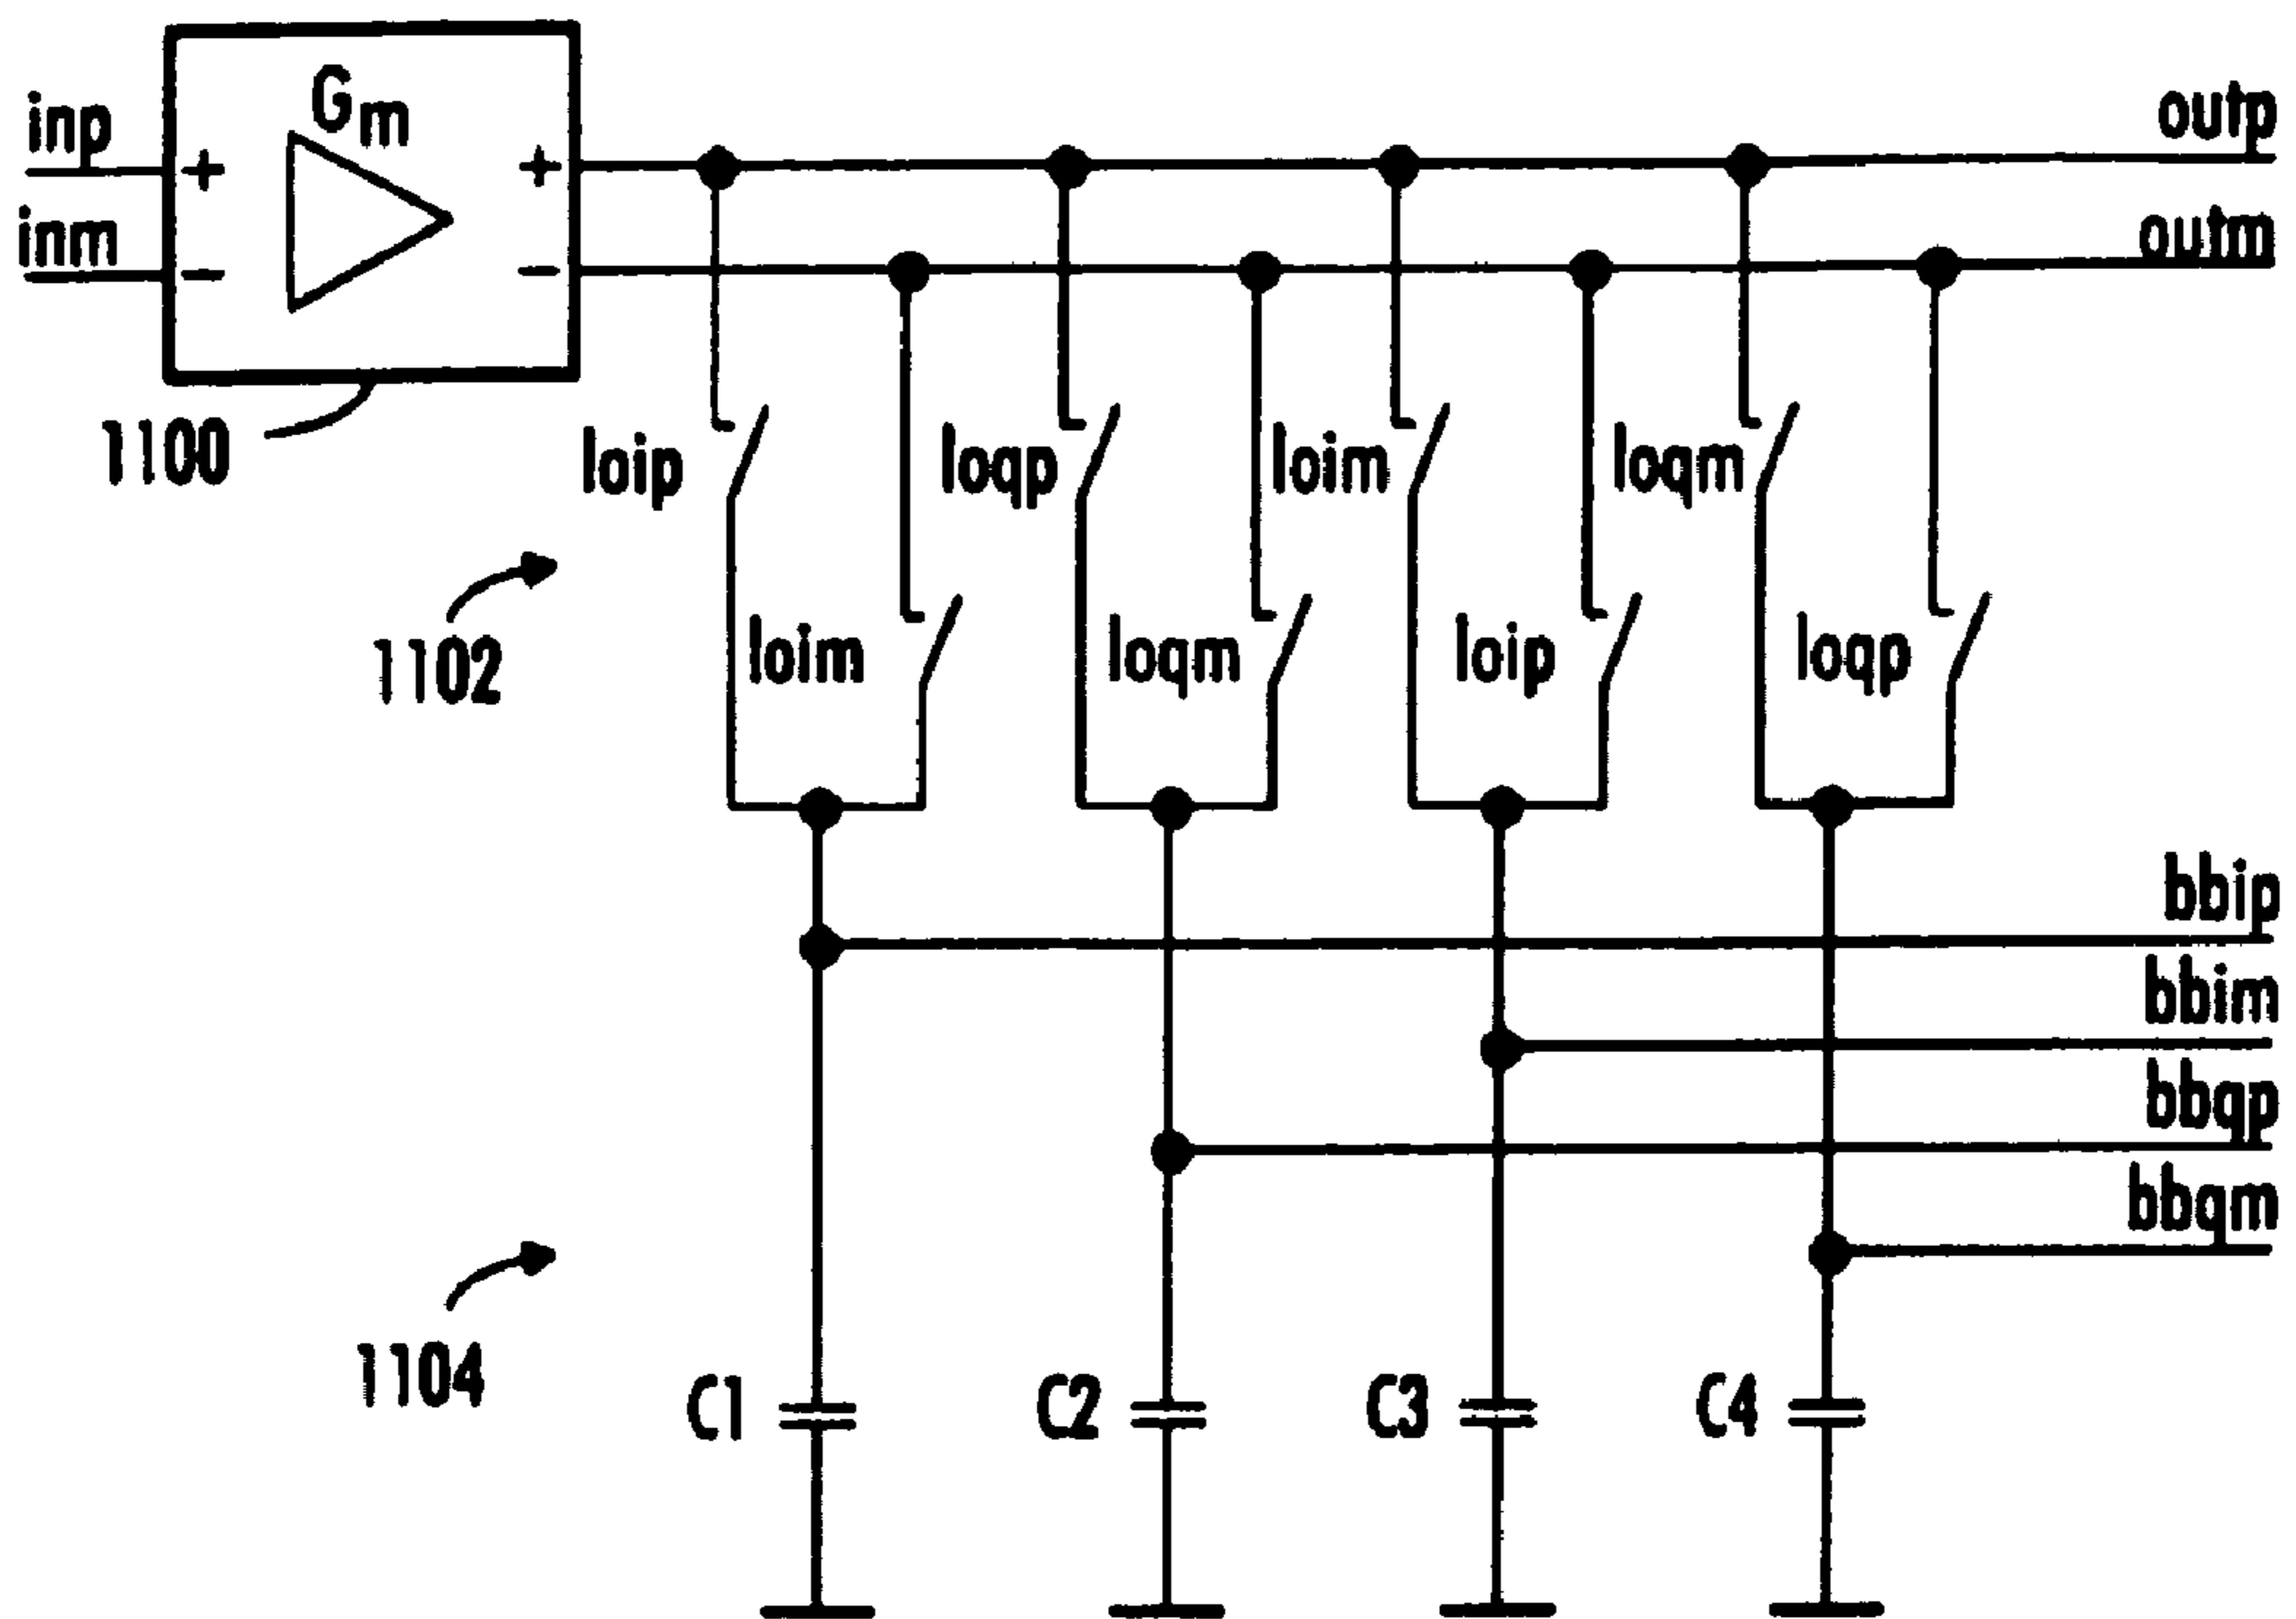 Gm
inp
+ +
outp
inm
- -
outm
1100
loip
loqp
loim
loqm
1102
loim
loqm
loip
loqp
bbip
bbim
bbqp
bbqm
1104
C1
C2
C3
C4